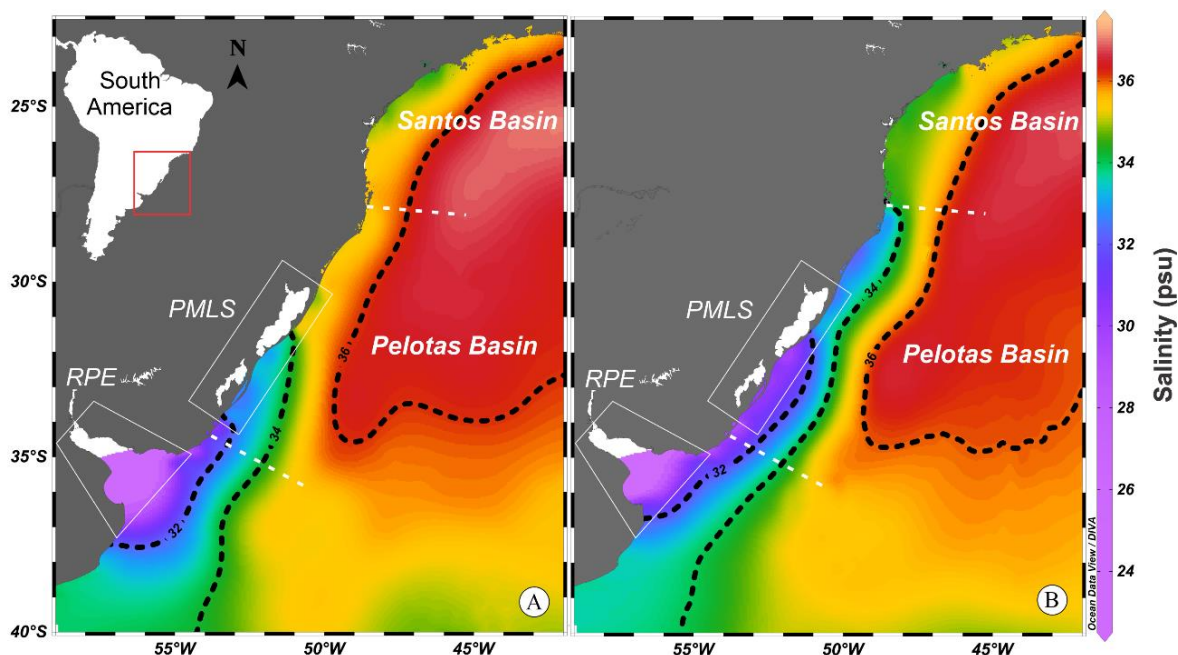 N
South
America
25°S
30°S
35°S
40°S
55°W
50°W
45°W
Santos Basin
Pelotas Basin
PMLS
RPE
36
34
32
A
Santos Basin
Pelotas Basin
PMLS
RPE
34
36
32
B
55°W
50°W
45°W
36
34
32
30
28
26
24
Salinity (psu)
Ocean Data View / DIVA